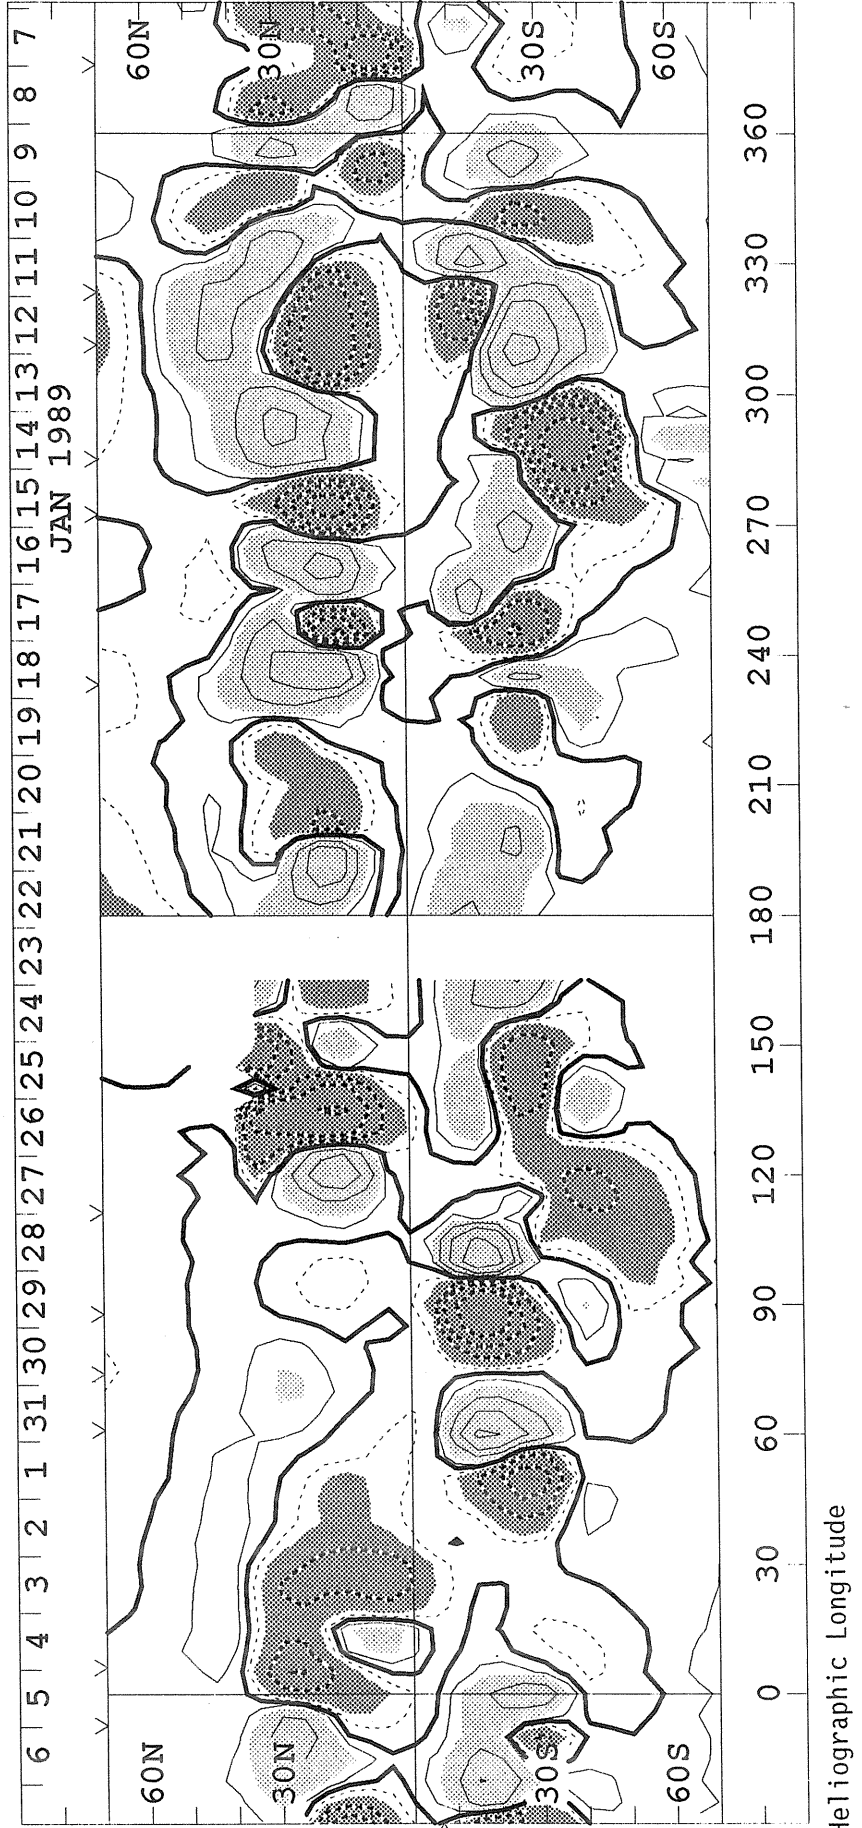 6 5 4 3 2 1 31 30 29 28 27 26 25 24 23 22 21 20 19 18 17 16 15 14 13 12 11 10 9 8 7
JAN 1989
60N 60N
30N 30N
30S 30S
60S 60S
0 30 60 90 120 150 180 210 240 270 300 330 360
Heliographic Longitude